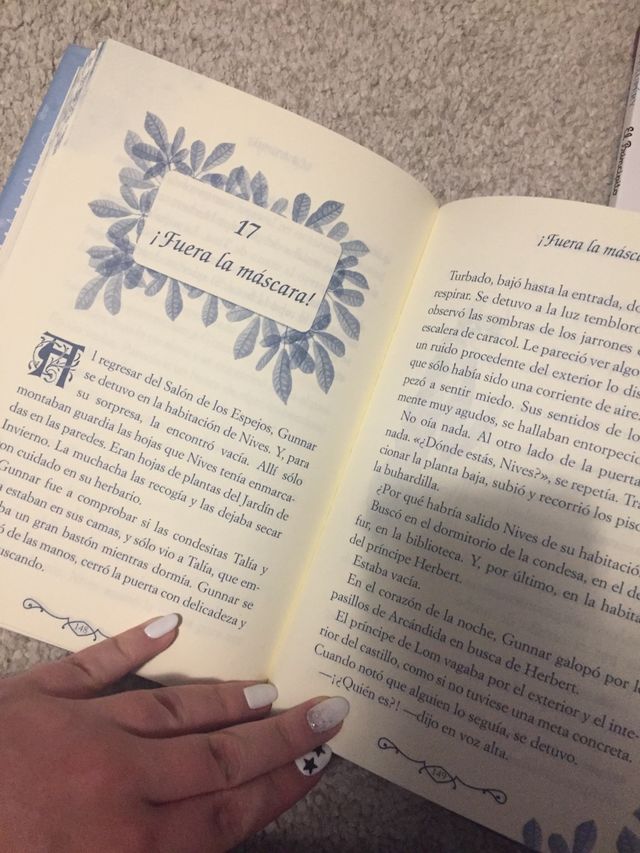 17
¡Fuera la máscara!
Al regresar del Salón de los Espejos, Gunnar
se detuvo en la habitación de Nives. Y, para
su sorpresa, la encontró vacía. Allí sólo
montaban guardia las hojas que Nives tenía enmarca-
das en las paredes. Eran hojas de plantas del Jardín de
Invierno. La muchacha las recogía y las dejaba secar
con cuidado en su herbario.
Gunnar fue a comprobar si las condesitas Talía y
estaban en sus camas, y sólo vio a Talía, que em-
ba un gran bastón mientras dormía. Gunnar se
ó de las manos, cerró la puerta con delicadeza y
uscando.
148
¡Fuera la másca
Turbado, bajó hasta la entrada, do
respirar. Se detuvo a la luz temblor
observó las sombras de los jarrones
escalera de caracol. Le pareció ver algo
un ruido procedente del exterior lo dis
que sólo había sido una corriente de aire
pezó a sentir miedo. Sus sentidos de lo
mente muy agudos, se hallaban entorpecid
No oía nada. Al otro lado de la puerta
nada. «¿Dónde estás, Nives?», se repetía. Tr
cionar la planta baja, subió y recorrió los piso
la buhardilla.
¿Por qué habría salido Nives de su habitación
Buscó en el dormitorio de la condesa, en el de
fur, en la biblioteca. Y, por último, en la habita
del príncipe Herbert.
Estaba vacía.
En el corazón de la noche, Gunnar galopó por l
pasillos de Arcándida en busca de Herbert.
El príncipe de Lom vagaba por el exterior y el inte-
rior del castillo, como si no tuviese una meta concreta.
Cuando notó que alguien lo seguía, se detuvo.
—¡¿Quién es?! —dijo en voz alta.
149